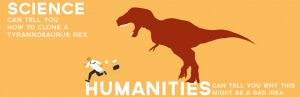 SCIENCE
CAN TELL YOU
HOW TO CLONE A
TYRANNOSAURUS REX
HUMANITIES
CAN TELL YOU WHY THIS
MIGHT BE A BAD IDEA